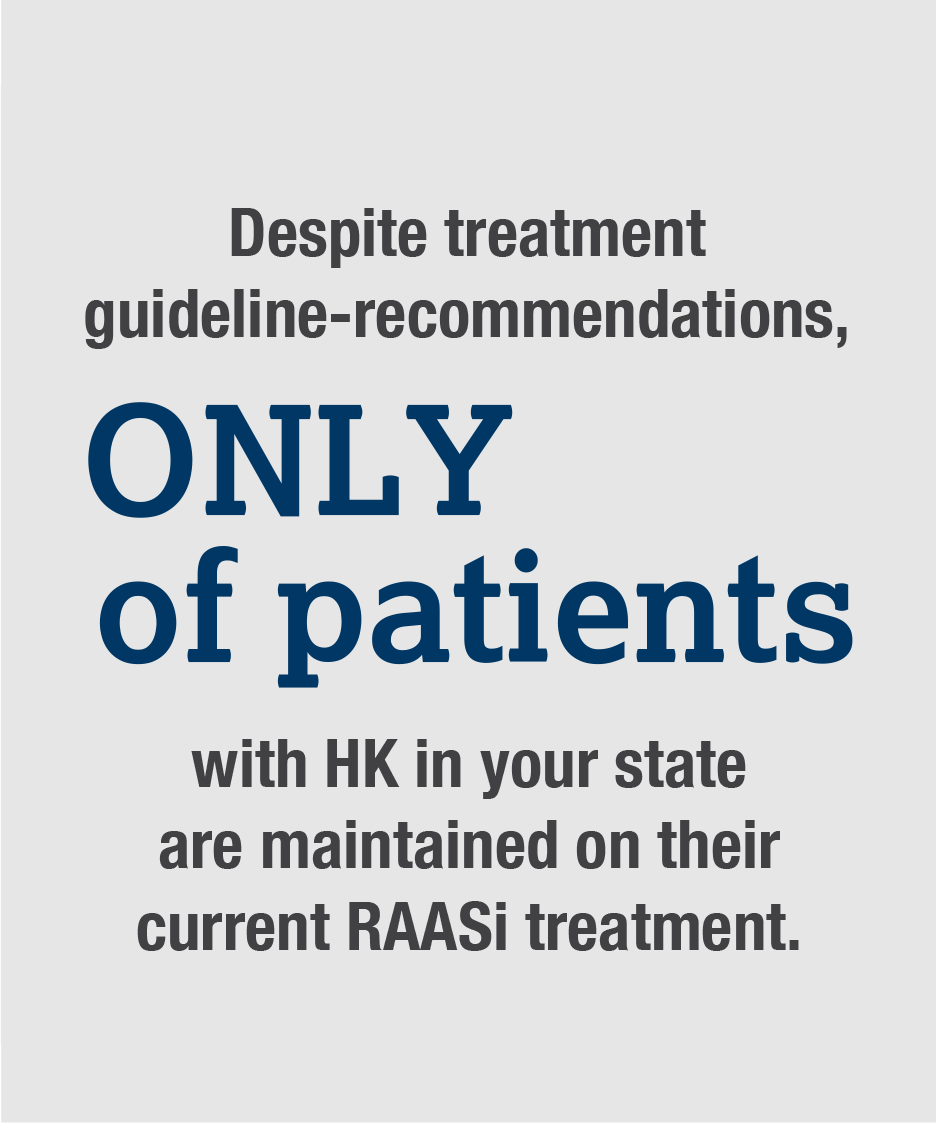 Despite treatment
guideline-recommendations,
ONLY
of patients
with HK in your state
are maintained on their
current RAASi treatment.